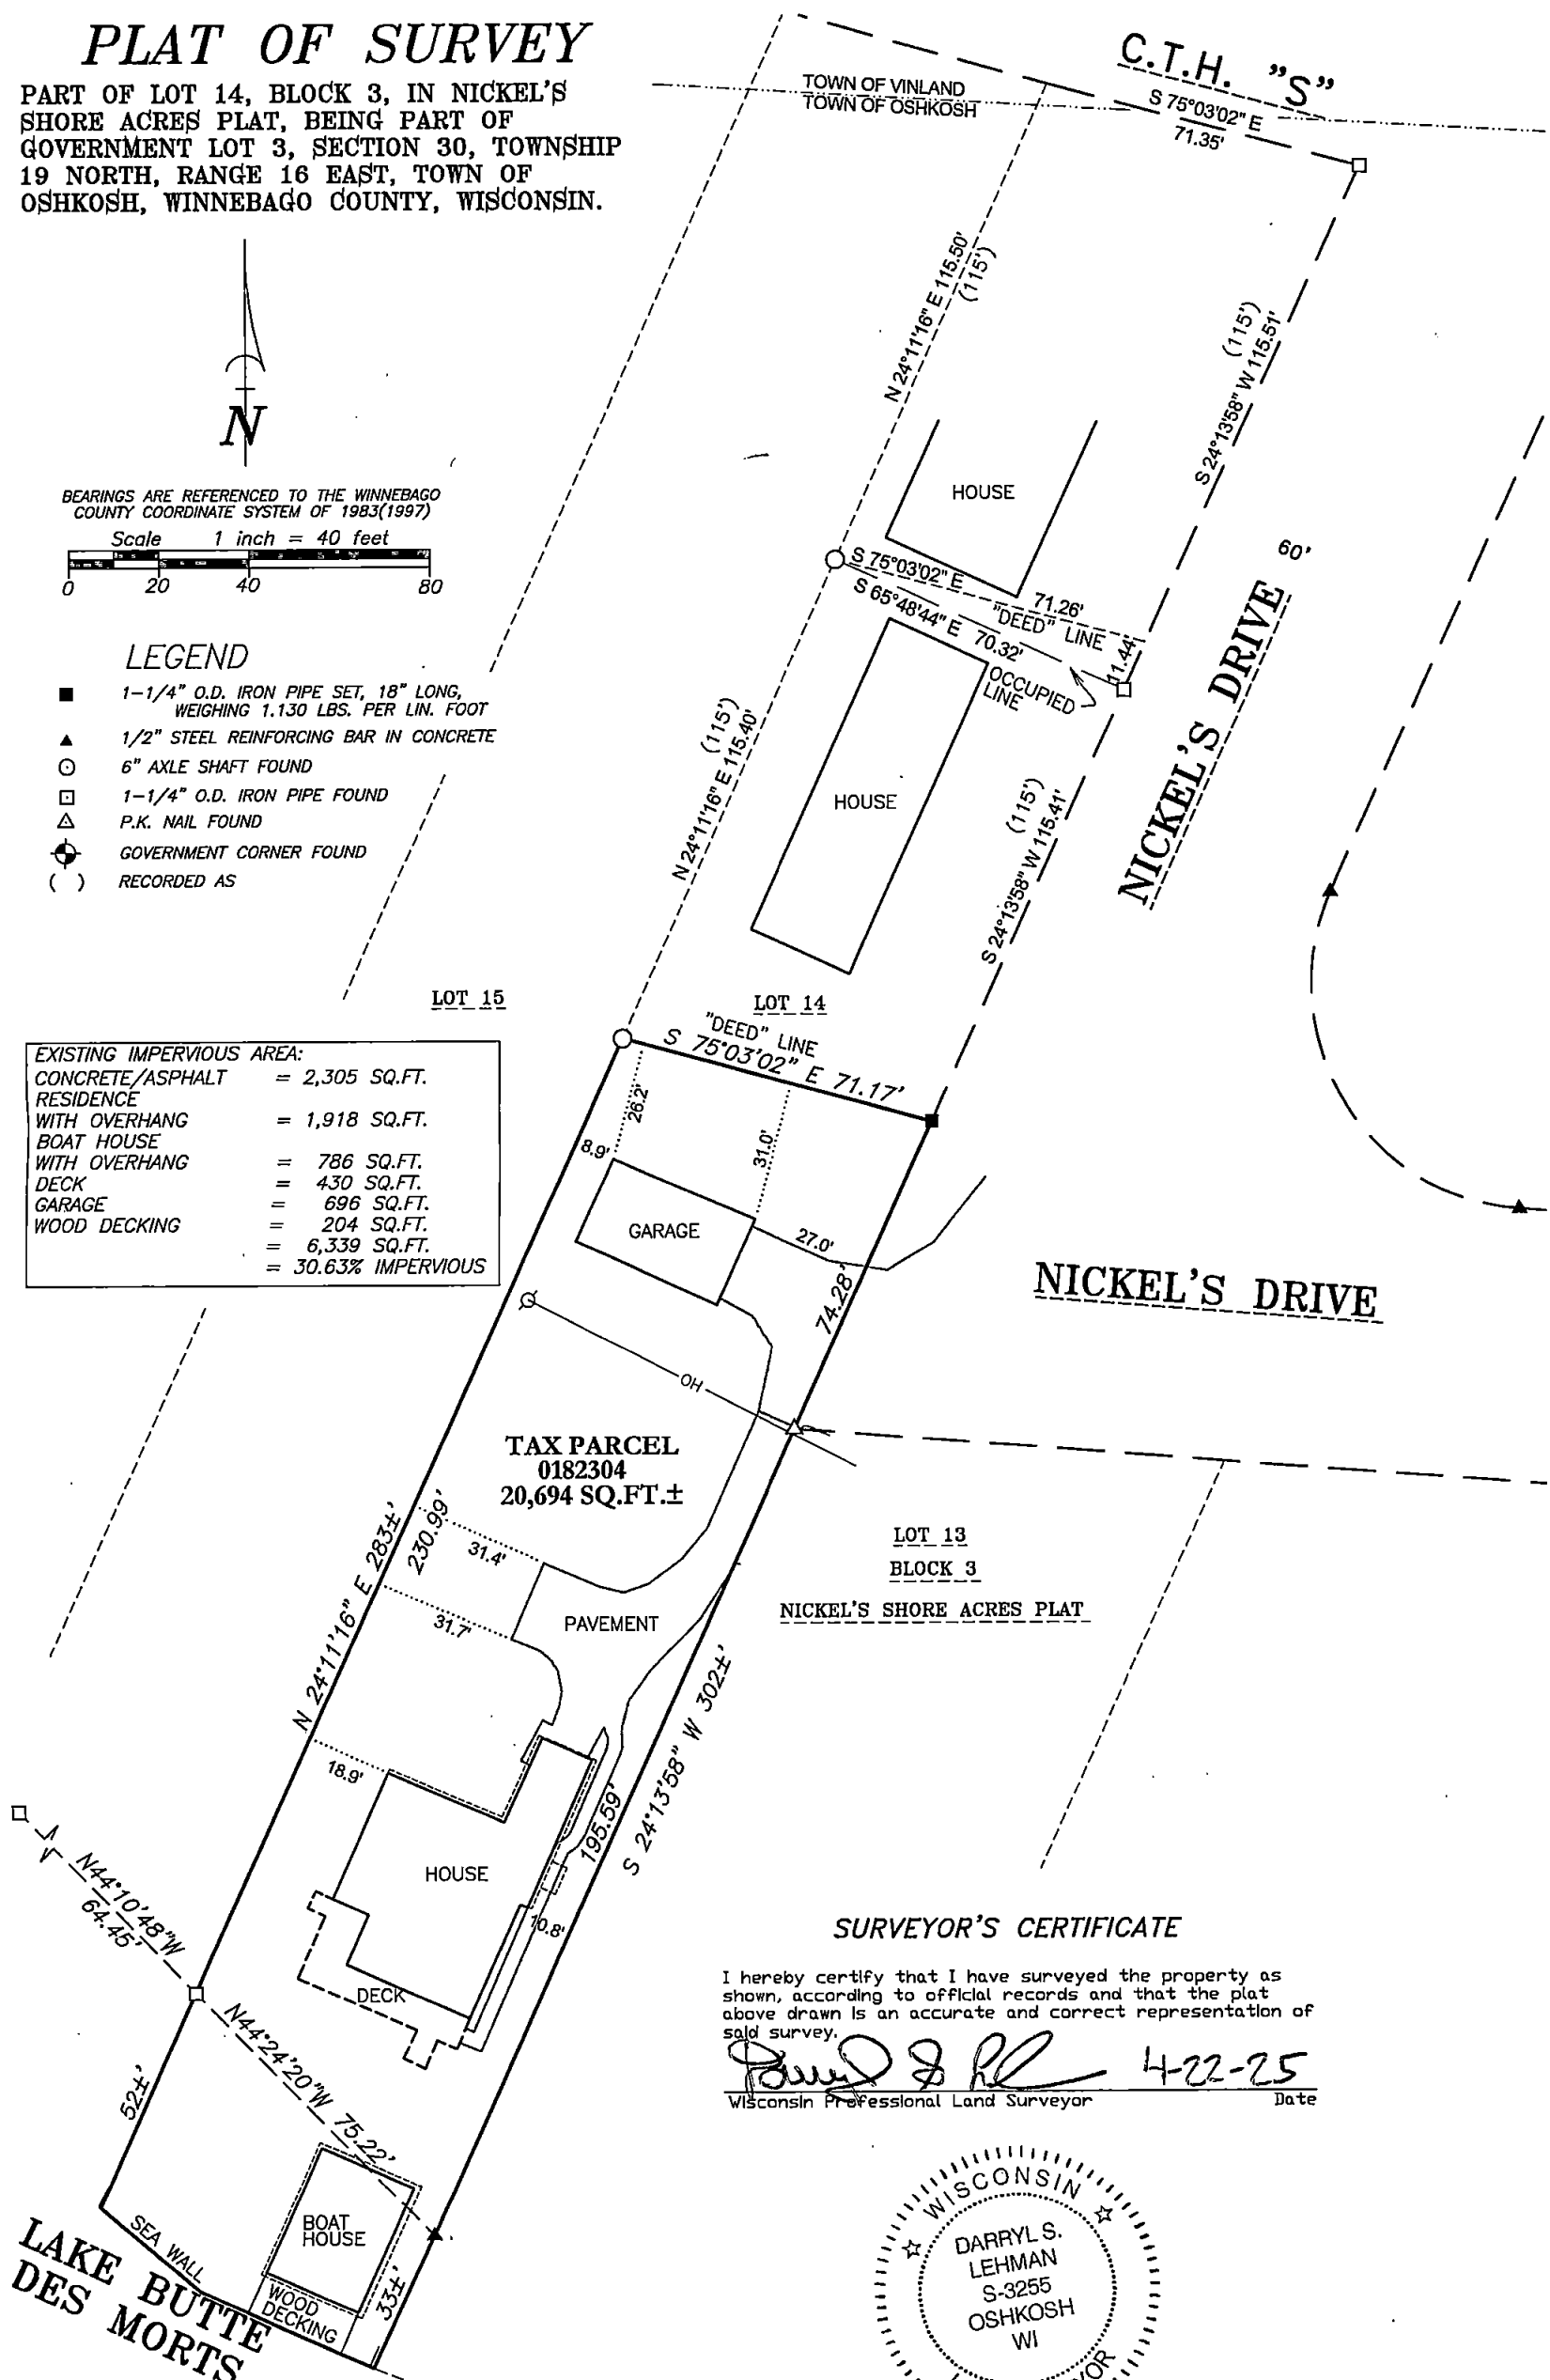 PLAT OF SURVEY
PART OF LOT 14, BLOCK 3, IN NICKEL'S
SHORE ACRES PLAT, BEING PART OF
GOVERNMENT LOT 3, SECTION 30, TOWNSHIP
19 NORTH, RANGE 16 EAST, TOWN OF
OSHKOSH, WINNEBAGO COUNTY, WISCONSIN.
C.T.H. "S"
TOWN OF VINLAND
TOWN OF OSHKOSH
S 75°03'02" E
71.35'
N
BEARINGS ARE REFERENCED TO THE WINNEBAGO
COUNTY COORDINATE SYSTEM OF 1983(1997)
Scale 1 inch = 40 feet
0 20 40 80
N 24°11'16" E 115.50'
(115')
(115')
S 24°13'58" W 115.51'
HOUSE
60'
NICKEL'S DRIVE
S 75°03'02" E 71.26'
"DEED" LINE
S 65°48'44" E 70.32'
OCCUPIED
LINE
11.44'
LEGEND
1-1/4" O.D. IRON PIPE SET, 18" LONG,
WEIGHING 1.130 LBS. PER LIN. FOOT
1/2" STEEL REINFORCING BAR IN CONCRETE
6" AXLE SHAFT FOUND
1-1/4" O.D. IRON PIPE FOUND
P.K. NAIL FOUND
GOVERNMENT CORNER FOUND
( ) RECORDED AS
(115')
N 24°11'16" E 115.40'
HOUSE
(115')
S 24°13'58" W 115.41'
LOT 15
LOT 14
"DEED" LINE
S 75°03'02" E 71.17'
EXISTING IMPERVIOUS AREA:
CONCRETE/ASPHALT = 2,305 SQ.FT.
RESIDENCE
WITH OVERHANG = 1,918 SQ.FT.
BOAT HOUSE
WITH OVERHANG = 786 SQ.FT.
DECK = 430 SQ.FT.
GARAGE = 696 SQ.FT.
WOOD DECKING = 204 SQ.FT.
= 6,339 SQ.FT.
= 30.63% IMPERVIOUS
26.2'
8.9'
31.0'
GARAGE
27.0'
74.28'
NICKEL'S DRIVE
OH
TAX PARCEL
0182304
20,694 SQ.FT.±
N 24°11'16" E 283±'
230.99'
31.4'
31.7'
PAVEMENT
LOT 13
BLOCK 3
NICKEL'S SHORE ACRES PLAT
S 24°13'58" W 302±'
195.59'
18.9'
HOUSE
10.8'
DECK
N44°10'48"W
64.45'
N44°24'20"W 75.22'
52±'
SEA WALL
BOAT
HOUSE
WOOD
DECKING
33±'
LAKE BUTTE
DES MORTS
SURVEYOR'S CERTIFICATE
I hereby certify that I have surveyed the property as
shown, according to official records and that the plat
above drawn is an accurate and correct representation of
said survey.
4-22-25
Wisconsin Professional Land Surveyor Date
WISCONSIN
DARRYL S.
LEHMAN
S-3255
OSHKOSH
WI